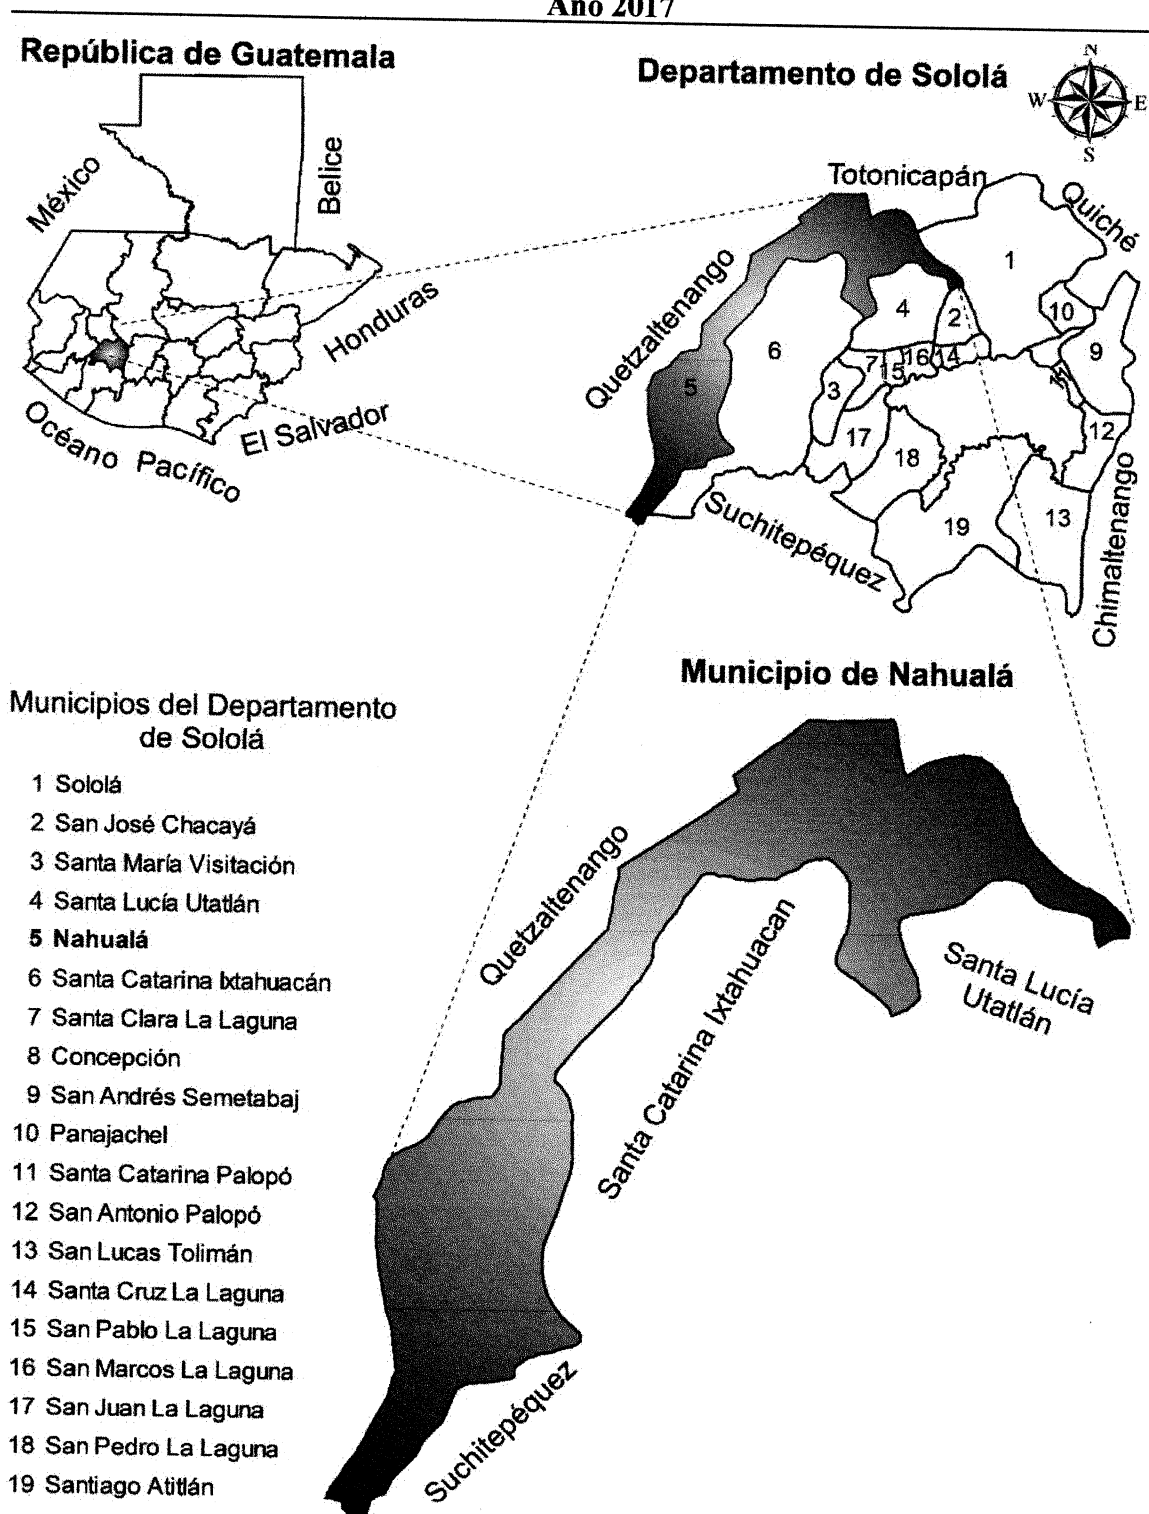 Año 2017
República de Guatemala
Departamento de Sololá
N
W
E
S
México
Belice
Honduras
El Salvador
Océano Pacífico
Totonicapán
Quiché
Quetzaltenango
Suchitepéquez
Chimaltenango
1
2
3
4
5
6
7
9
10
11
12
13
14
15
16
17
18
19
Municipio de Nahualá
Quetzaltenango
Santa Catarina Ixtahuacan
Santa Lucía
Utatlán
Suchitepéquez
Municipios del Departamento
de Sololá
1 Sololá
2 San José Chacayá
3 Santa María Visitación
4 Santa Lucía Utatlán
5 Nahualá
6 Santa Catarina Ixtahuacán
7 Santa Clara La Laguna
8 Concepción
9 San Andrés Semetabaj
10 Panajachel
11 Santa Catarina Palopó
12 San Antonio Palopó
13 San Lucas Tolimán
14 Santa Cruz La Laguna
15 San Pablo La Laguna
16 San Marcos La Laguna
17 San Juan La Laguna
18 San Pedro La Laguna
19 Santiago Atitlán